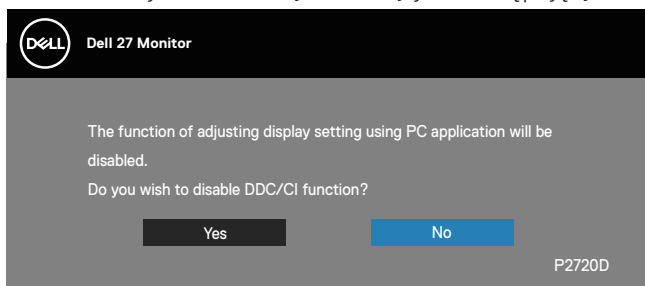 DELL
Dell 27 Monitor
The function of adjusting display setting using PC application will be
disabled.
Do you wish to disable DDC/CI function?
Yes
No
P2720D